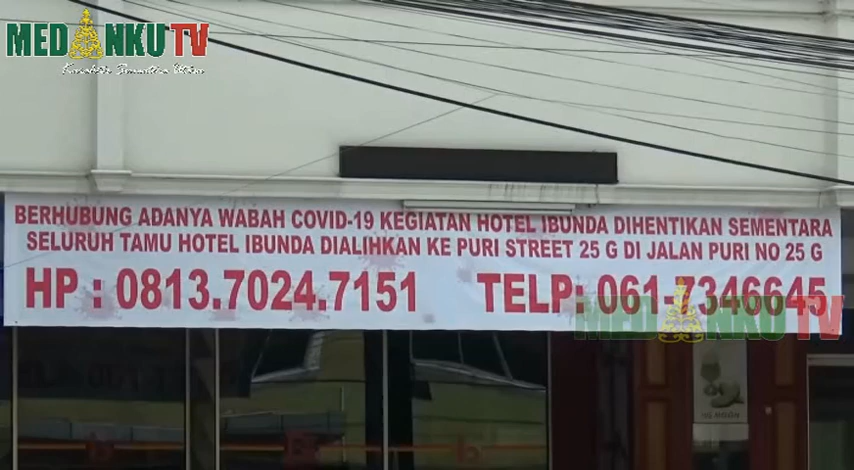 MEDANKUTV
BERHUBUNG ADANYA WABAH COVID-19 KEGIATAN HOTEL IBUNDA DIHENTIKAN SEMENTARA
SELURUH TAMU HOTEL IBUNDA DIALIHKAN KE PURI STREET 25 G DI JALAN PURI NO 25 G
HP : 0813.7024.7151 TELP: 061-7346645
MEDANKUTV